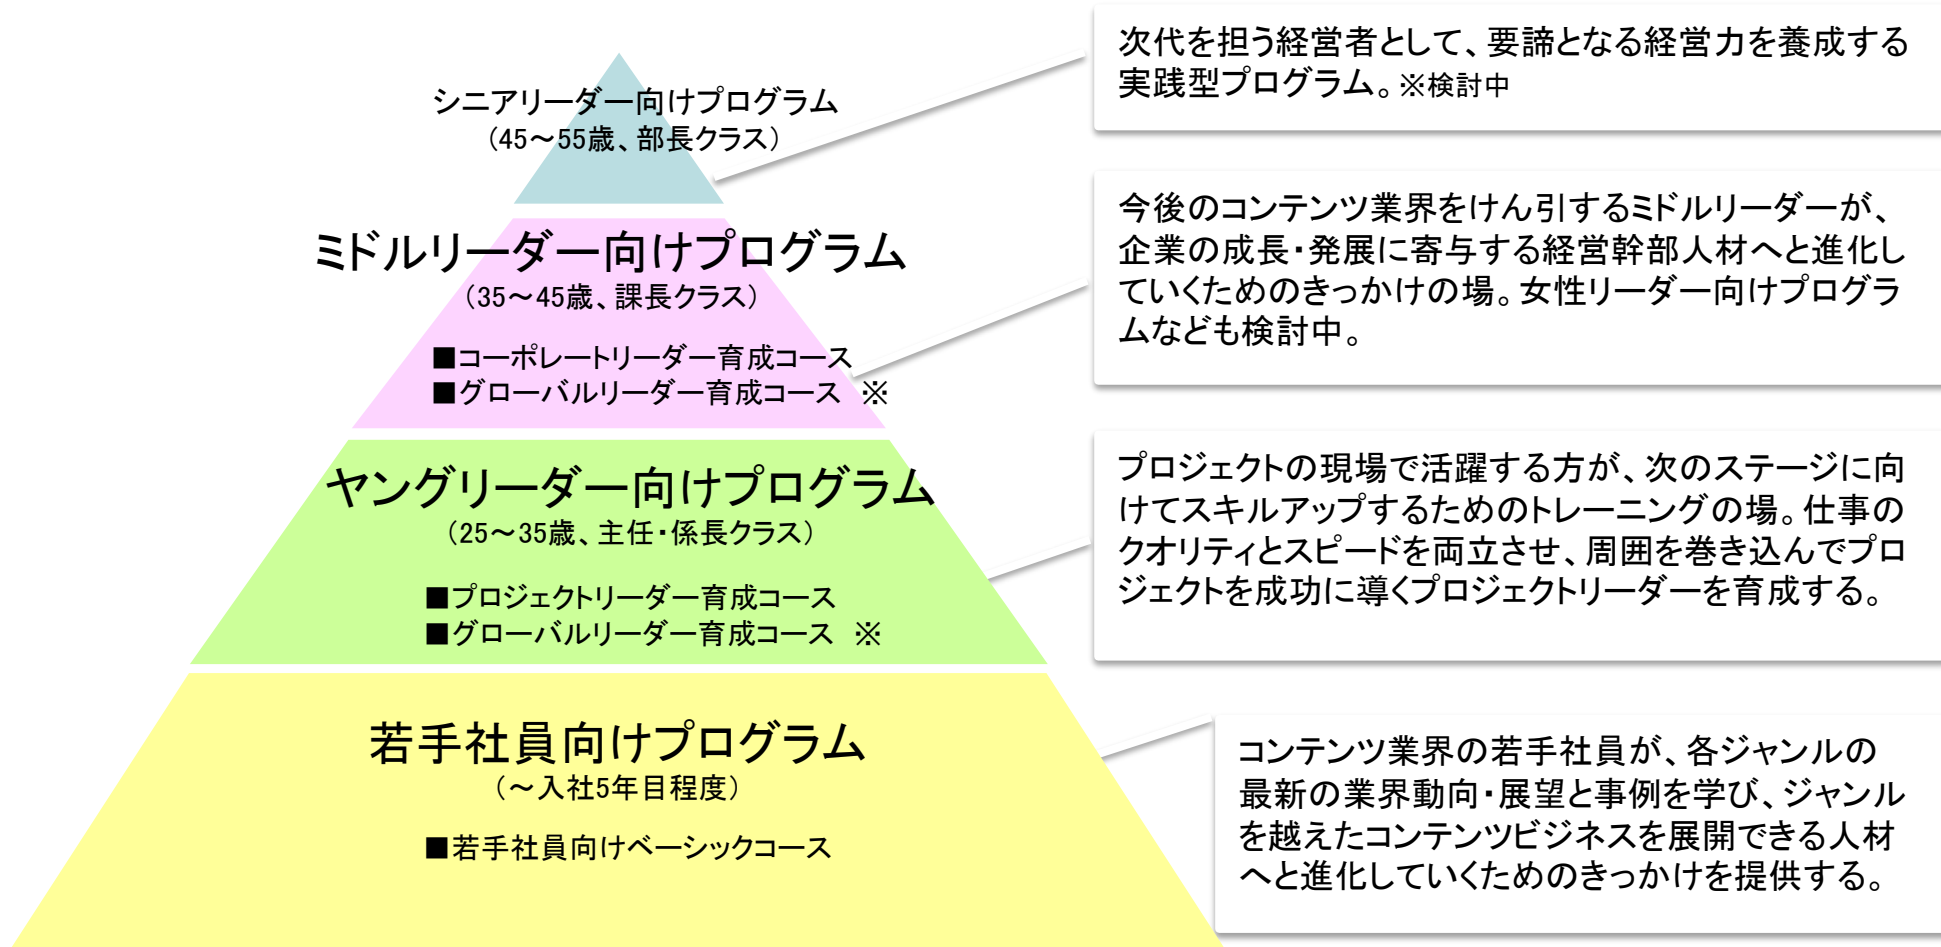 シニアリーダー向けプログラム
（45～55歳、部長クラス）
次代を担う経営者として、要諦となる経営力を養成する
実践型プログラム。※検討中
ミドルリーダー向けプログラム
（35～45歳、課長クラス）
■コーポレートリーダー育成コース
■グローバルリーダー育成コース ※
今後のコンテンツ業界をけん引するミドルリーダーが、
企業の成長・発展に寄与する経営幹部人材へと進化し
ていくためのきっかけの場。女性リーダー向けプログラ
ムなども検討中。
ヤングリーダー向けプログラム
（25～35歳、主任・係長クラス）
■プロジェクトリーダー育成コース
■グローバルリーダー育成コース ※
プロジェクトの現場で活躍する方が、次のステージに向
けてスキルアップするためのトレーニングの場。仕事の
クオリティとスピードを両立させ、周囲を巻き込んでプロ
ジェクトを成功に導くプロジェクトリーダーを育成する。
若手社員向けプログラム
（～入社5年目程度）
■若手社員向けベーシックコース
コンテンツ業界の若手社員が、各ジャンルの
最新の業界動向・展望と事例を学び、ジャンル
を越えたコンテンツビジネスを展開できる人材
へと進化していくためのきっかけを提供する。